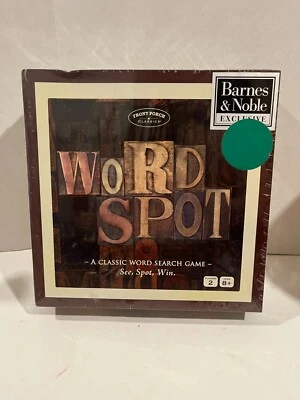 Barnes
& Noble
EXCLUSIVE
FRONT PORCH
CLASSICS
WORD
SPOT
- A CLASSIC WORD SEARCH GAME -
See, Spot, Win.
2
8+